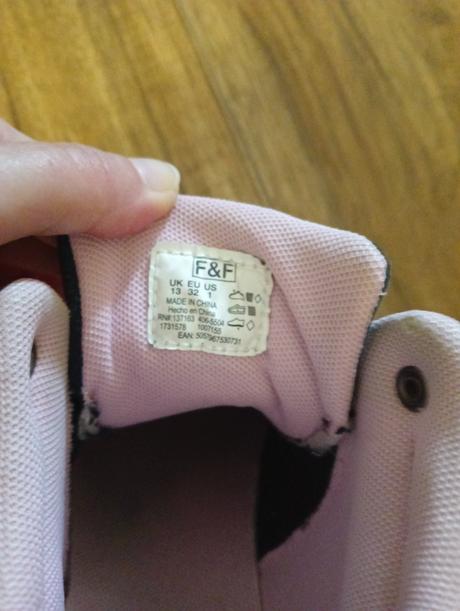 F&F
UK EU US
13 32 1
MADE IN CHINA
Hecho en China
RN#:137163 406-5504
1731578 1007155
EAN: 5057967530731